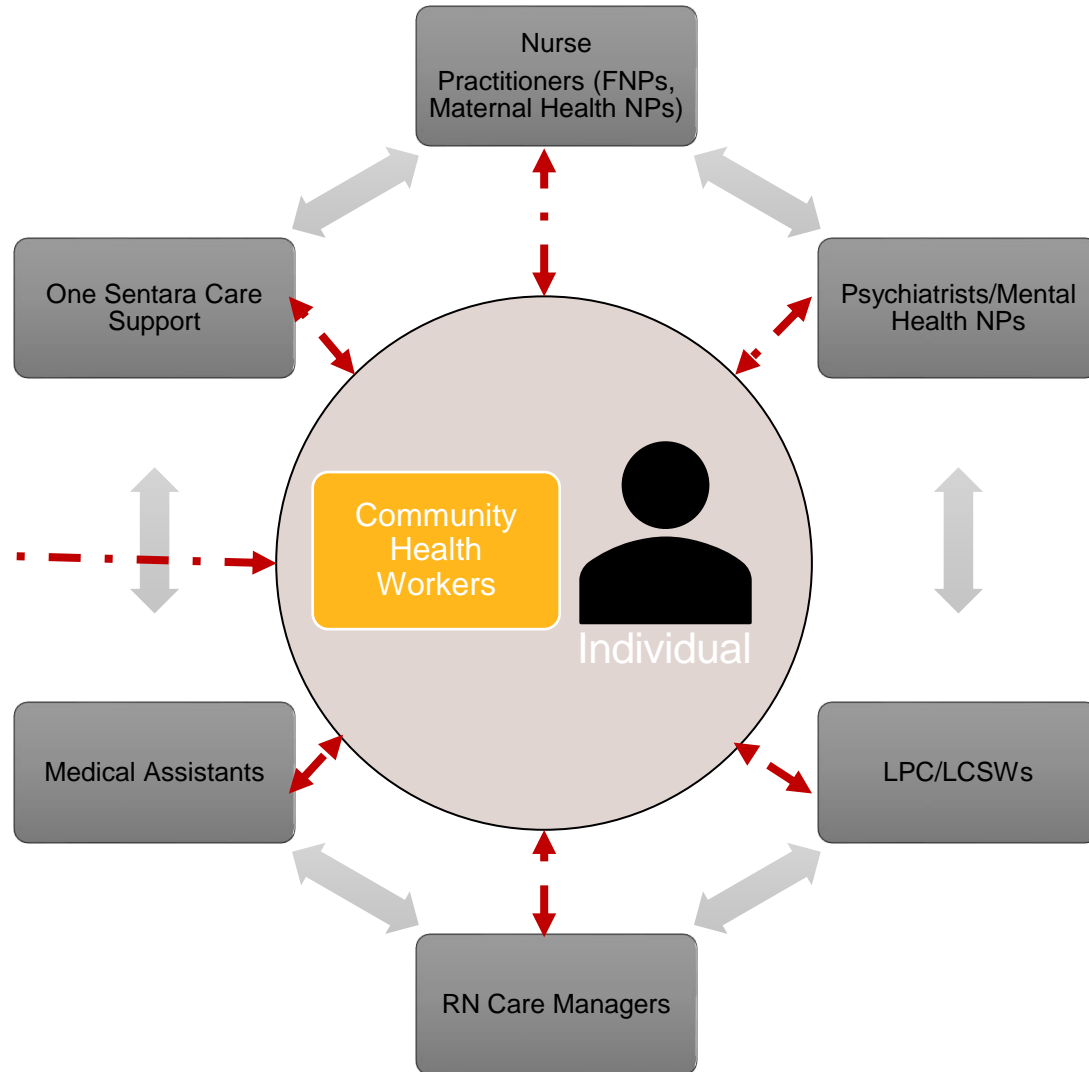 Nurse
Practitioners (FNPs,
Maternal Health NPs)
One Sentara Care
Support
Psychiatrists/Mental
Health NPs
Community
Health
Workers
Individual
Medical Assistants
LPC/LCSWs
RN Care Managers